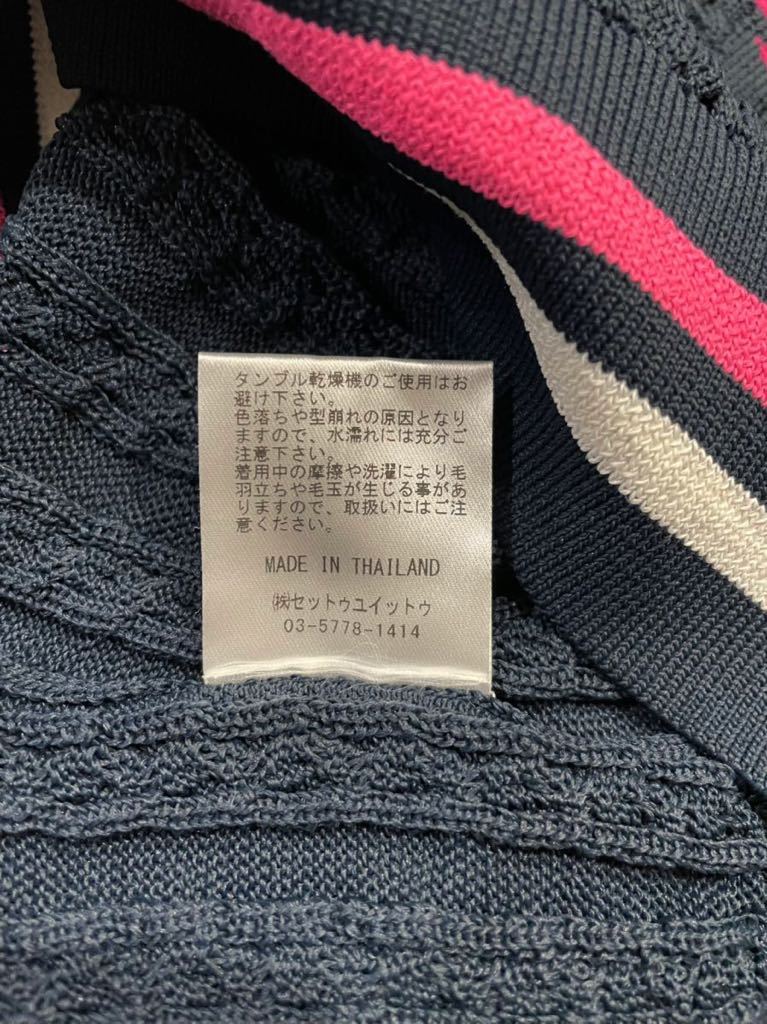 タンブル乾燥機のご使用はお
避け下さい。
色落ちや型崩れの原因となり
ますので、水濡れには充分ご
注意下さい。
着用中の摩擦や洗濯により毛
羽立ちや毛玉が生じる事があ
りますので、取扱いにはご注
意ください。
MADE IN THAILAND
㈱セットゥユイットゥ
03-5778-1414